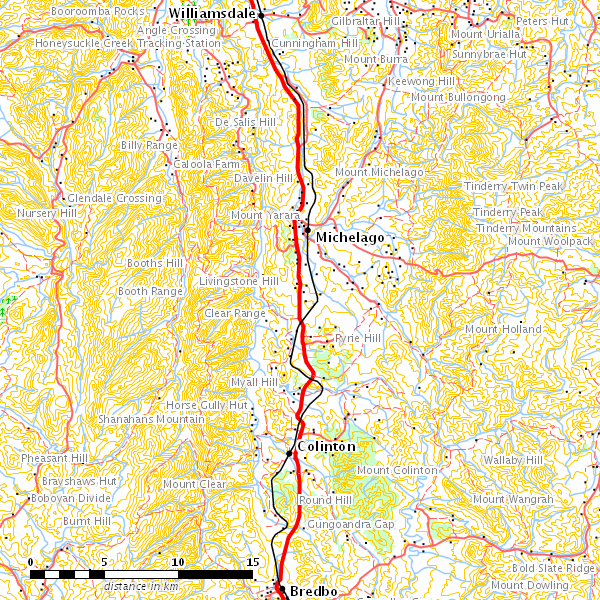 Booroomba Rocks
Williamsdale
Gilbraltar Hill
Peters Hut
Angle Crossing
Mount Urialla
Honeysuckle Creek Tracking Station
Cunningham Hill
Sunnybrae Hut
Mount Burra
Keewong Hill
Mount Bullongong
De Salis Hill
Billy Range
Caloola Farm
Mount Michelago
Davelin Hill
Tinderry Twin Peak
Glendale Crossing
Nursery Hill
Mount Yarara
Tinderry Peak
Tinderry Mountains
Michelago
Mount Woolpack
Booths Hill
Livingstone Hill
Booth Range
Clear Range
Mount Holland
Ryrie Hill
Myall Hill
Horse Gully Hut
Shanahans Mountain
Colinton
Pheasant Hill
Wallaby Hill
Mount Colinton
Brayshaws Hut
Mount Clear
Boboyan Divide
Round Hill
Mount Wangrah
Burnt Hill
Gungoandra Gap
0 5 10 15
distance in km
Bold Slate Ridge
Mount Dowling
Bredbo